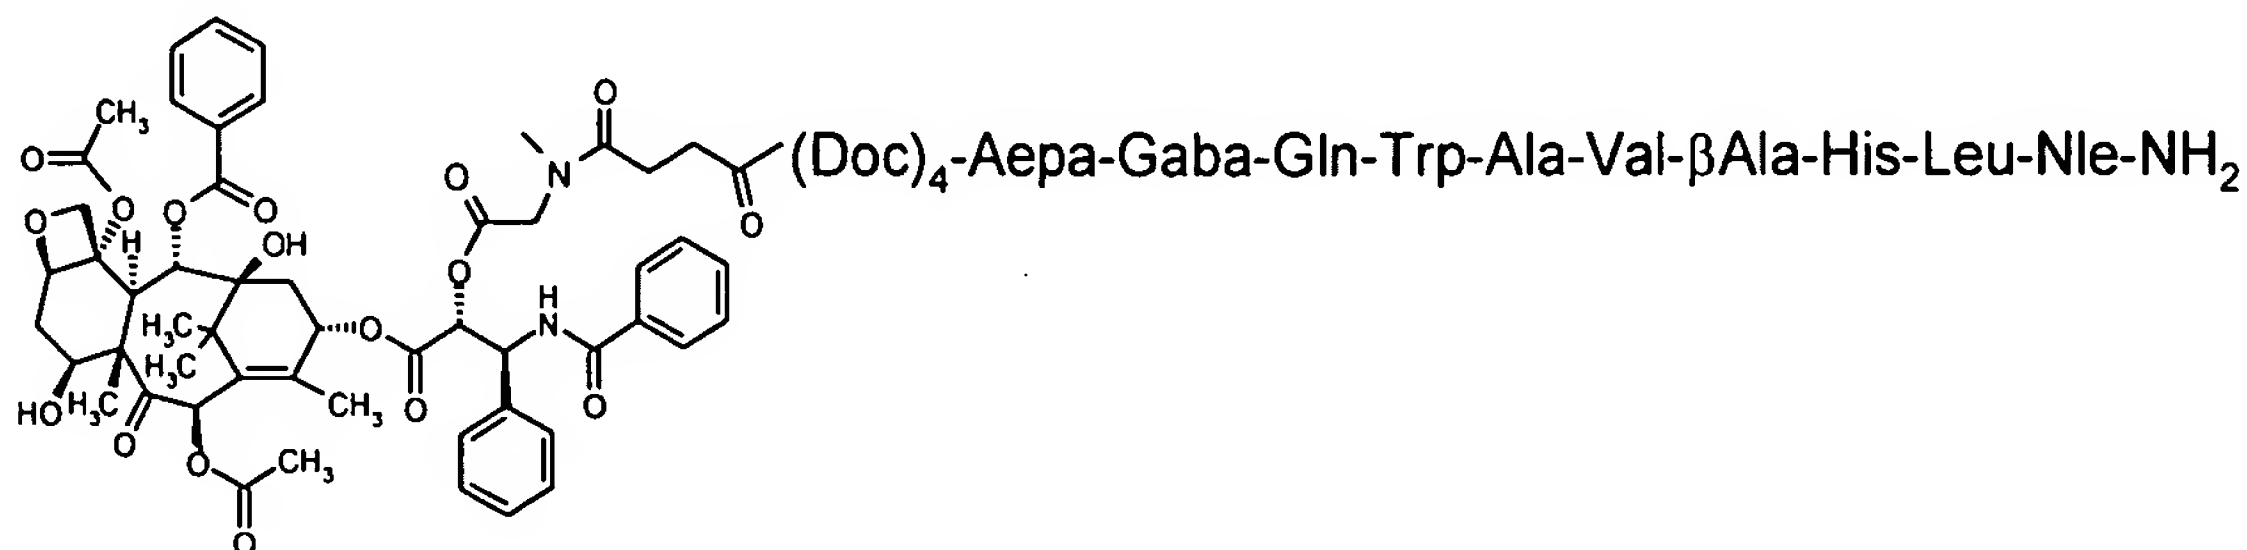 O
CH₃
O
O
O
O
N
O
(Doc)₄-Aepa-Gaba-Gln-Trp-Ala-Val-βAla-His-Leu-Nle-NH₂
O
O
O
O
H
OH
O
H
N
H₃C
H₃C
O
O
O
HO
H₃C
O
CH₃
O
CH₃
O